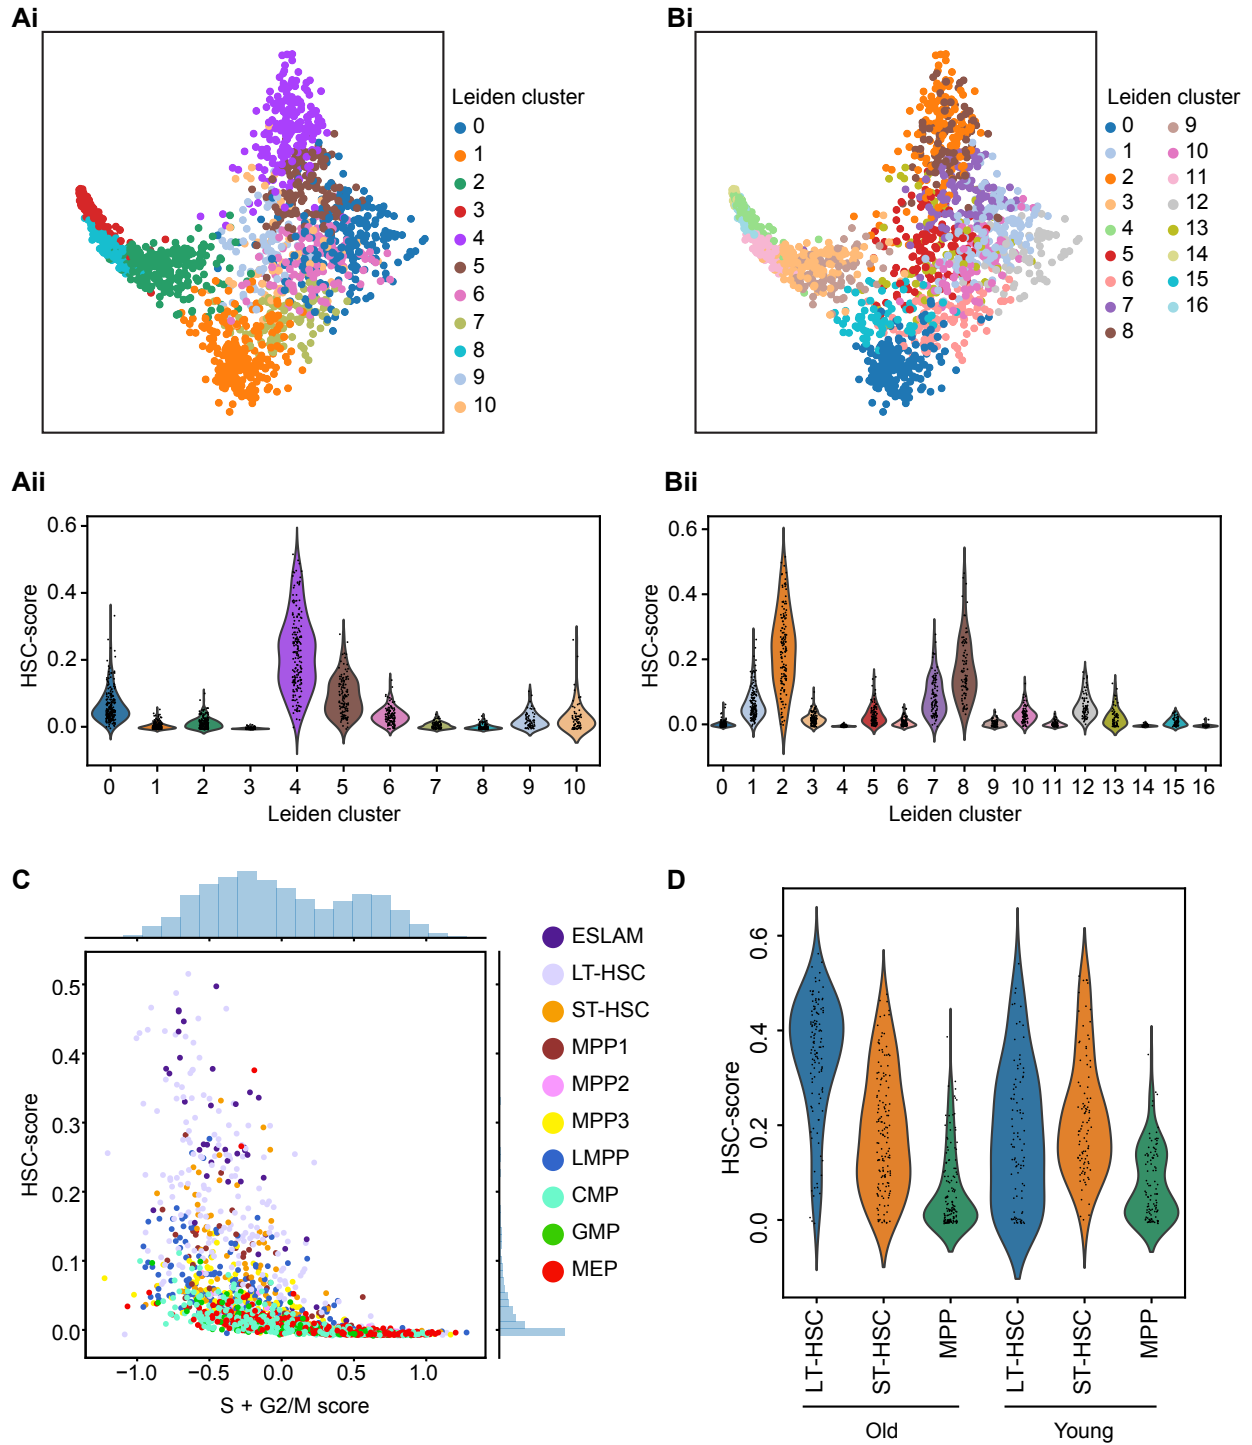 Ai
Leiden cluster
0
1
2
3
4
5
6
7
8
9
10
Bi
Leiden cluster
0
1
2
3
4
5
6
7
8
9
10
11
12
13
14
15
16
Aii
HSC-score
0.6
0.4
0.2
0.0
0 1 2 3 4 5 6 7 8 9 10
Leiden cluster
Bii
HSC-score
0.6
0.4
0.2
0.0
0 1 2 3 4 5 6 7 8 9 10 11 12 13 14 15 16
Leiden cluster
C
HSC-score
0.5
0.4
0.3
0.2
0.1
0.0
−1.0 −0.5 0.0 0.5 1.0
S + G2/M score
ESLAM
LT-HSC
ST-HSC
MPP1
MPP2
MPP3
LMPP
CMP
GMP
MEP
D
HSC-score
0.6
0.4
0.2
0.0
LT-HSC
ST-HSC
MPP
LT-HSC
ST-HSC
MPP
Old
Young